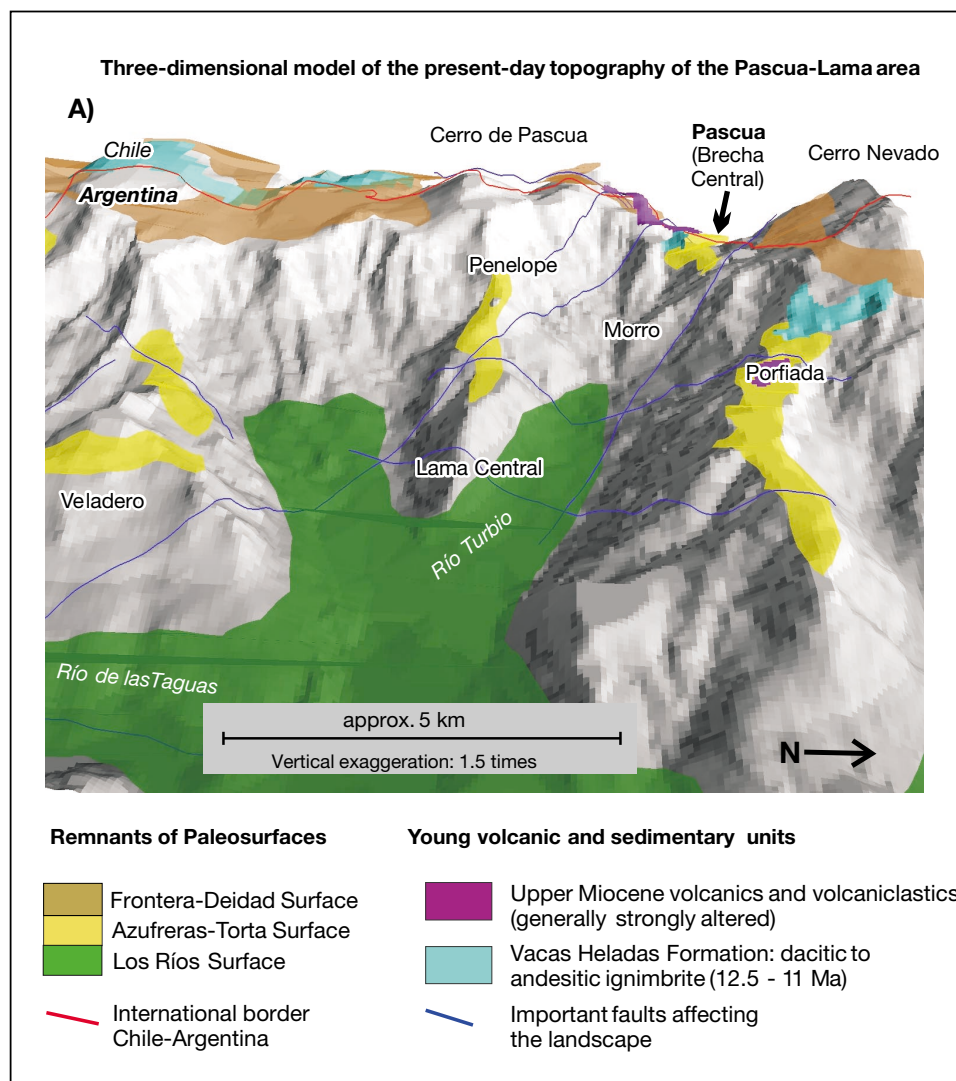 Three-dimensional model of the present-day topography of the Pascua-Lama area
A)
Chile
Argentina
Cerro de Pascua
Pascua
(Brecha
Central)
Cerro Nevado
Penelope
Morro
Porfiada
Lama Central
Veladero
Río Turbio
Río de lasTaguas
approx. 5 km
Vertical exaggeration: 1.5 times
N
Remnants of Paleosurfaces
Frontera-Deidad Surface
Azufreras-Torta Surface
Los Ríos Surface
International border
Chile-Argentina
Young volcanic and sedimentary units
Upper Miocene volcanics and volcaniclastics
(generally strongly altered)
Vacas Heladas Formation: dacitic to
andesitic ignimbrite (12.5 - 11 Ma)
Important faults affecting
the landscape